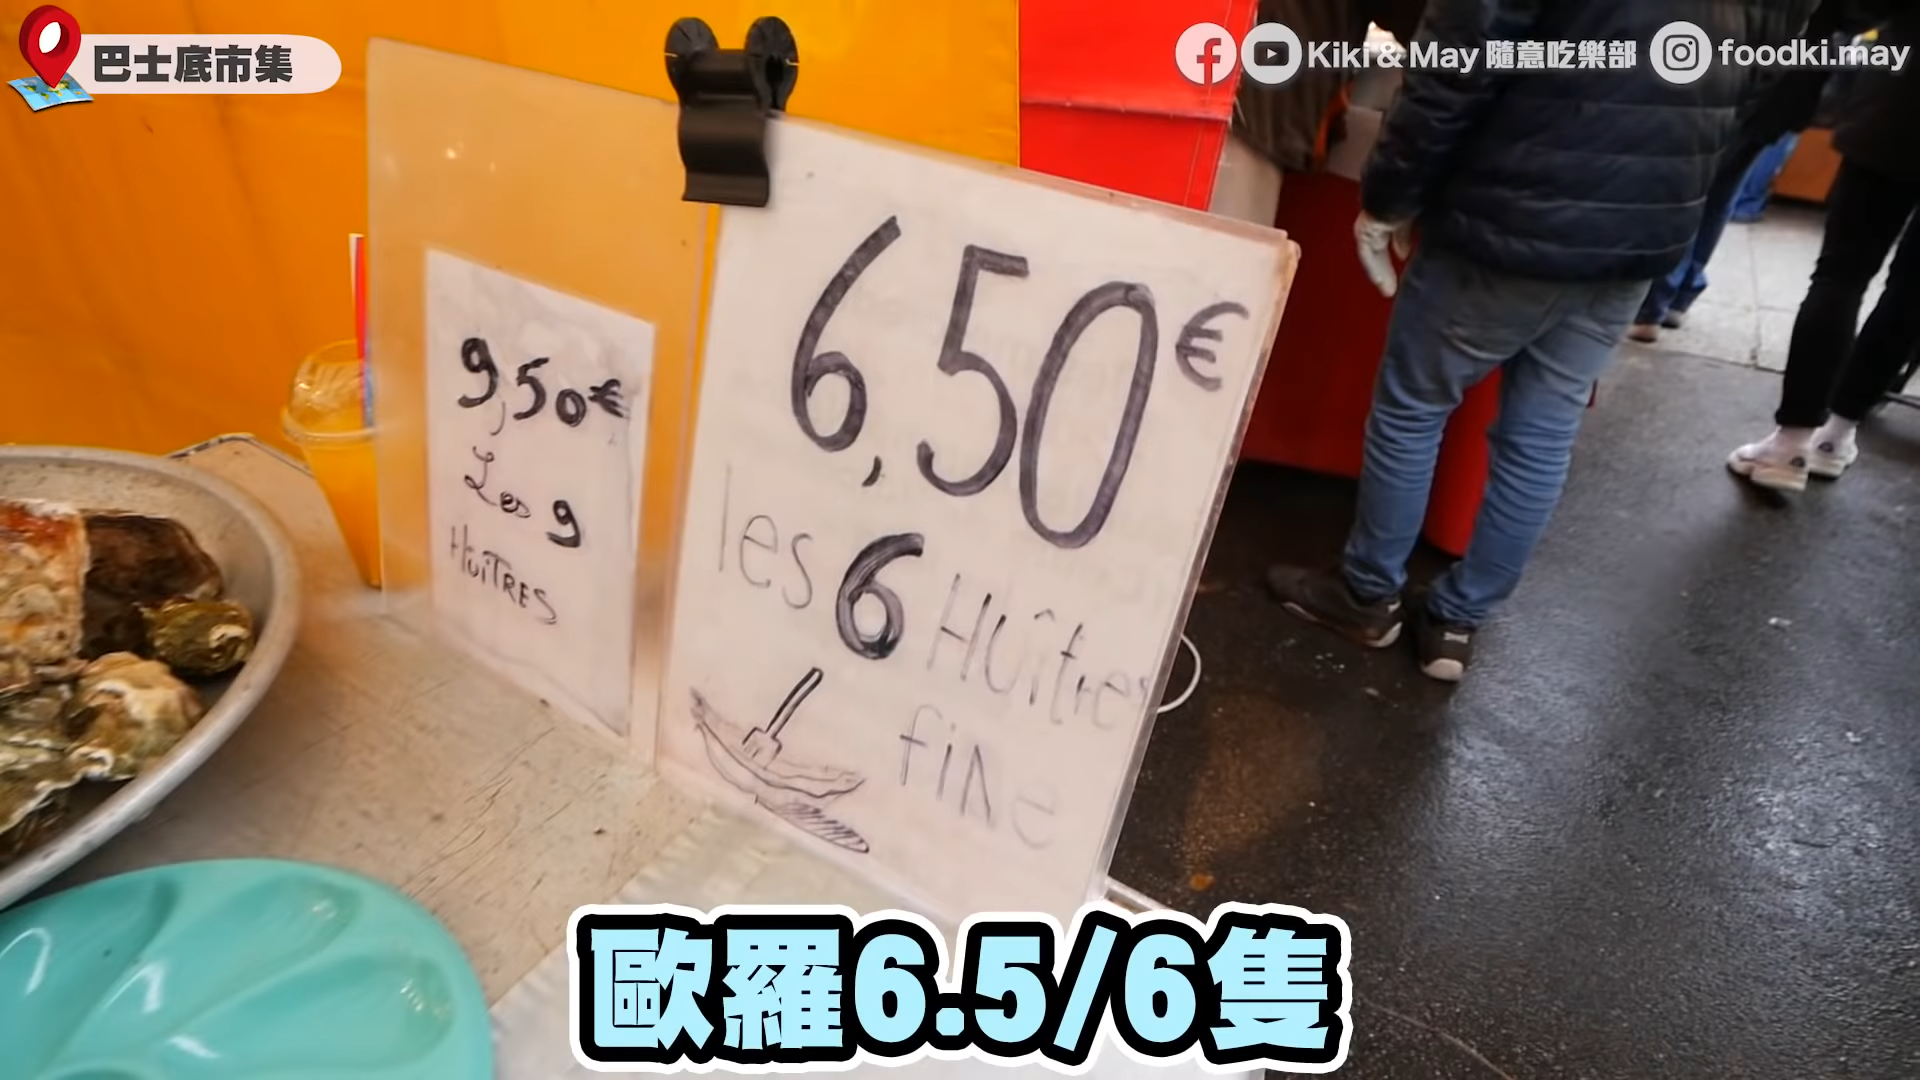 巴士底市集
Kiki & May 隨意吃樂部
foodki.may
9,50€
Les 9
HUîTRES
6,50€
les 6 HUîtres
fine
歐羅6.5/6隻